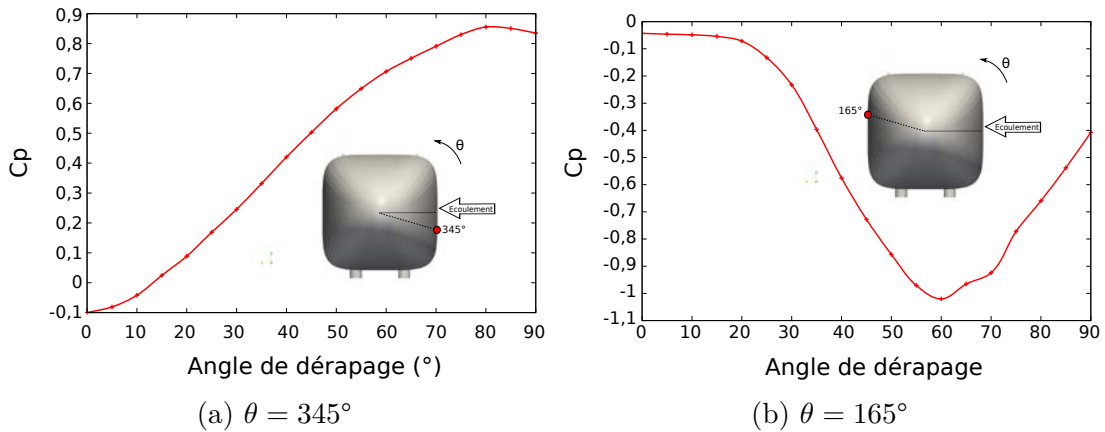 0,9
0,8
0,7
0,6
0,5
0,4
0,3
0,2
0,1
0
-0,1
Cp
0 10 20 30 40 50 60 70 80 90
Angle de dérapage (°)
θ
Ecoulement
345°
(a) θ = 345°
0
-0,1
-0,2
-0,3
-0,4
-0,5
-0,6
-0,7
-0,8
-0,9
-1
-1,1
Cp
0 10 20 30 40 50 60 70 80 90
Angle de dérapage
θ
165°
Ecoulement
(b) θ = 165°